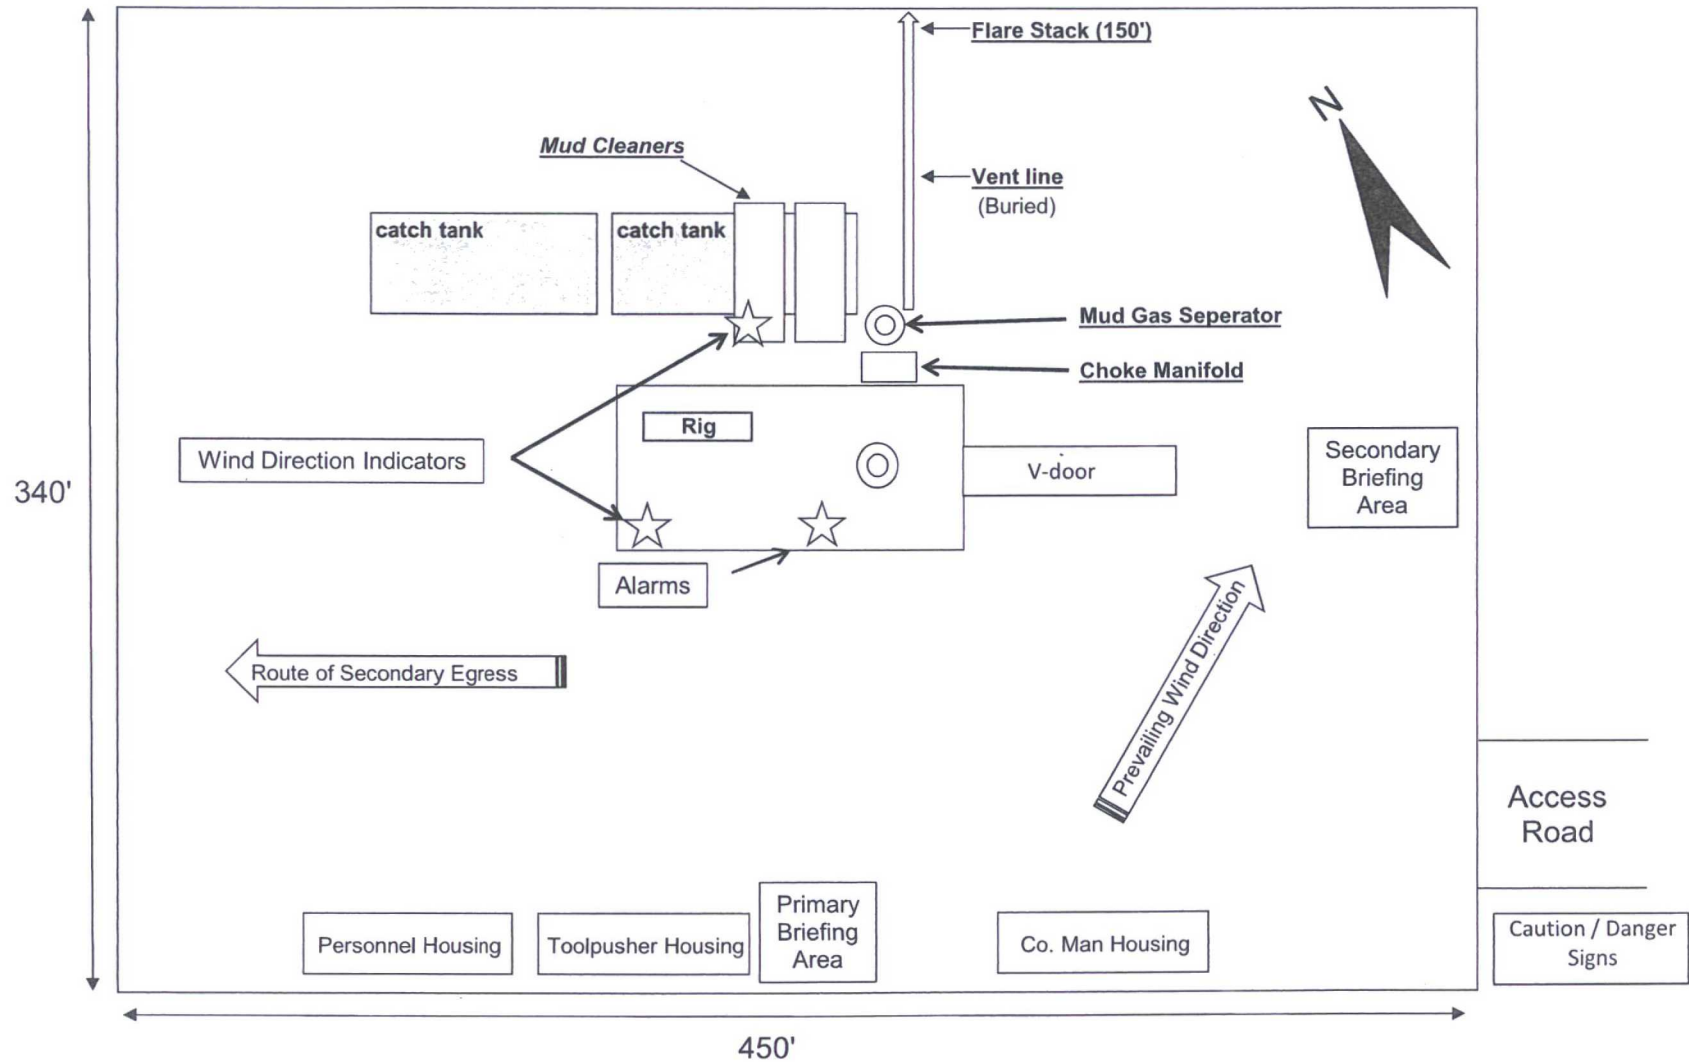 Flare Stack (150')
N
Mud Cleaners
Vent line
(Buried)
catch tank
catch tank
Mud Gas Seperator
Choke Manifold
Rig
Wind Direction Indicators
V-door
Secondary
Briefing
Area
340'
Alarms
Prevailing Wind Direction
Route of Secondary Egress
Access
Road
Primary
Briefing
Area
Personnel Housing
Toolpusher Housing
Co. Man Housing
Caution / Danger
Signs
450'